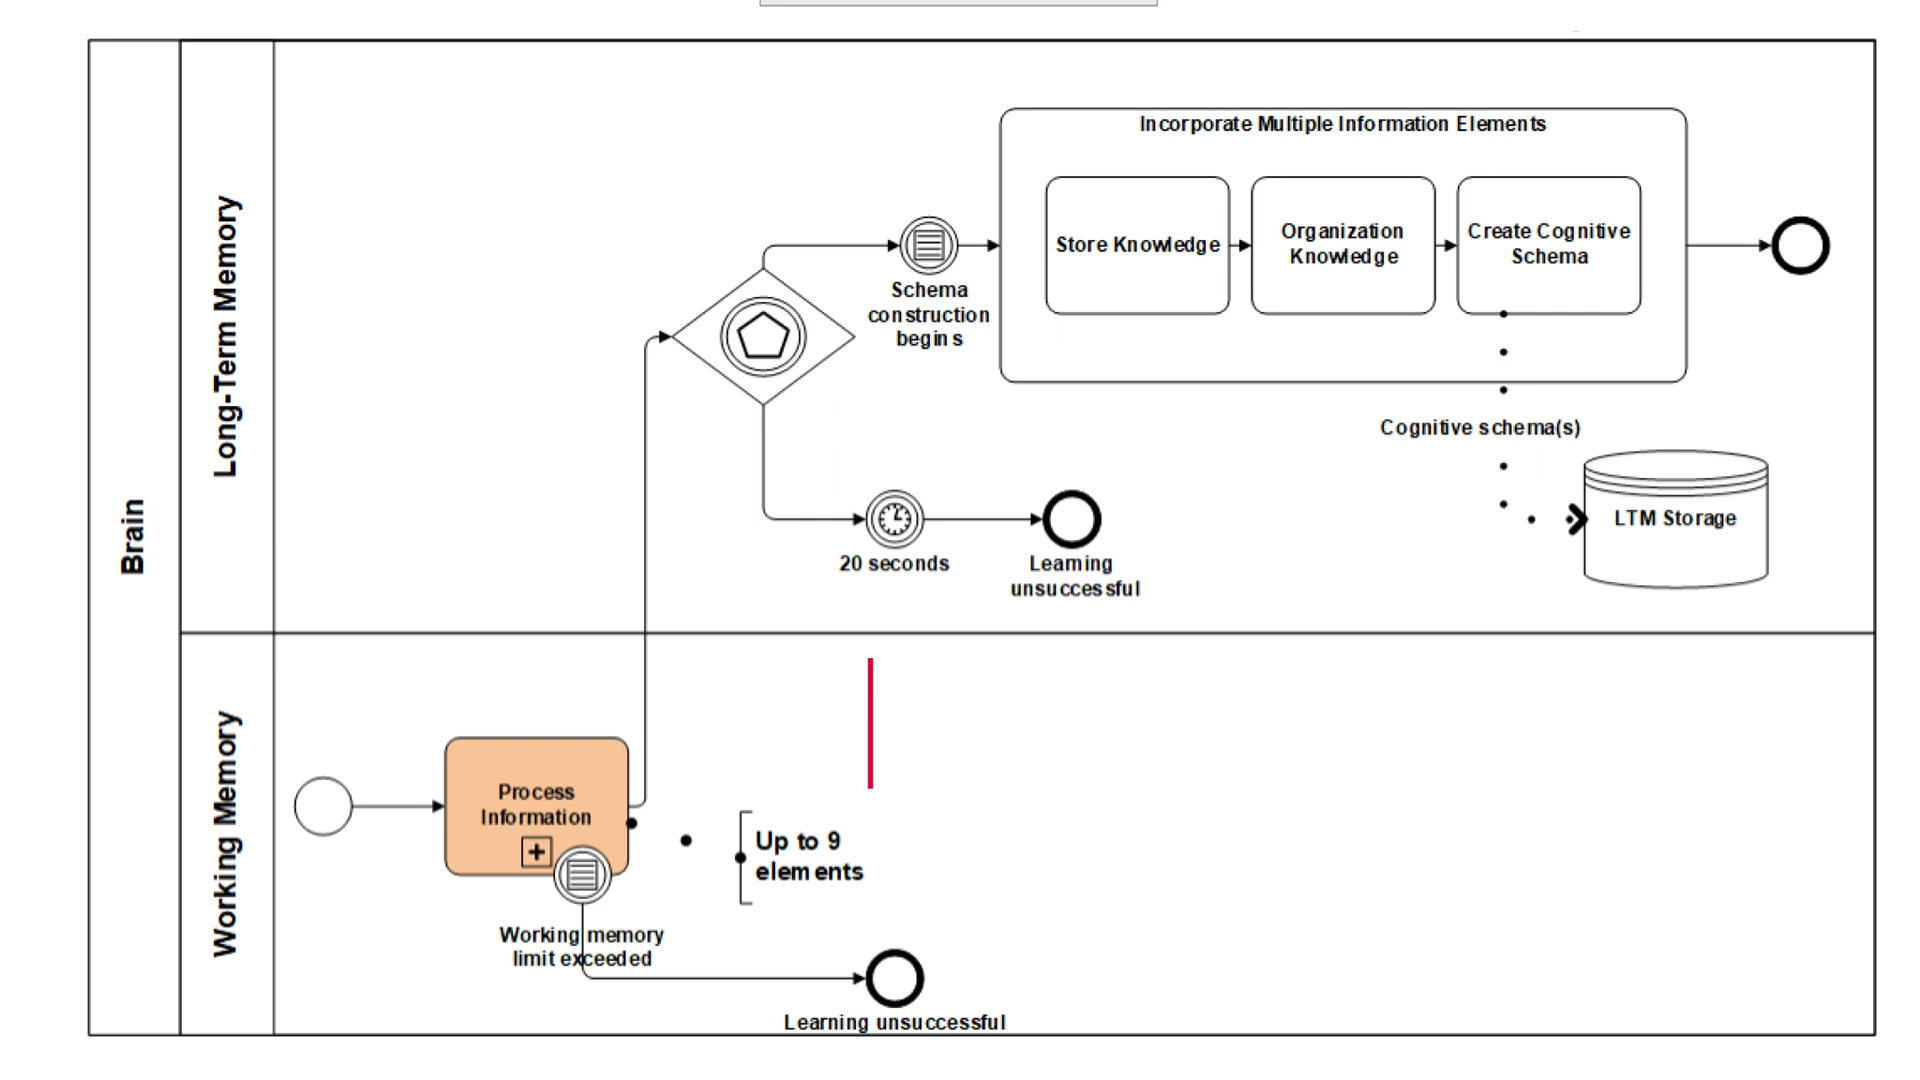 Brain
Long-Term Memory
Incorporate Multiple Information Elements
Store Knowledge
Organization
Knowledge
Create Cognitive
Schema
Schema
construction
begins
Cognitive schema(s)
LTM Storage
20 seconds
Learning
unsuccessful
Working Memory
Process
Information
Up to 9
elements
Working memory
limit exceeded
Learning unsuccessful